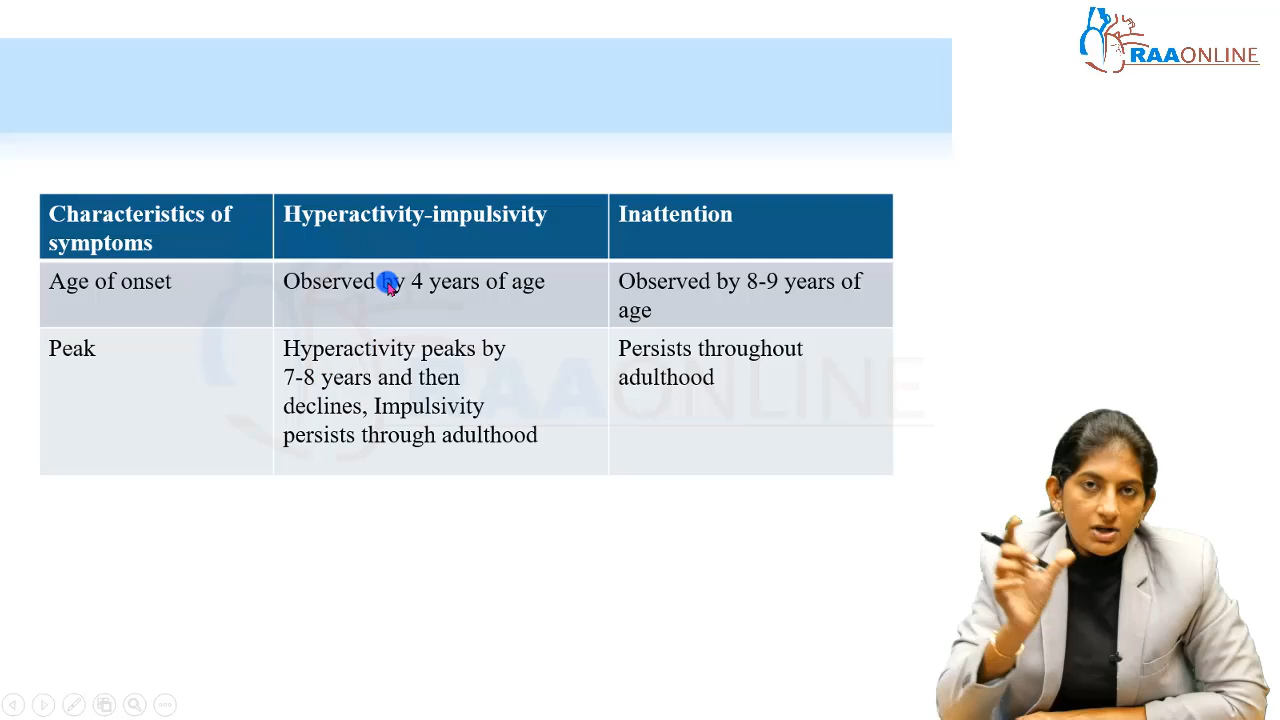 RAAONLINE
Characteristics of
symptoms
Hyperactivity-impulsivity
Inattention
Age of onset
Observed by 4 years of age
Observed by 8-9 years of
age
Peak
Hyperactivity peaks by
7-8 years and then
declines, Impulsivity
persists through adulthood
Persists throughout
adulthood
RAAONLINE